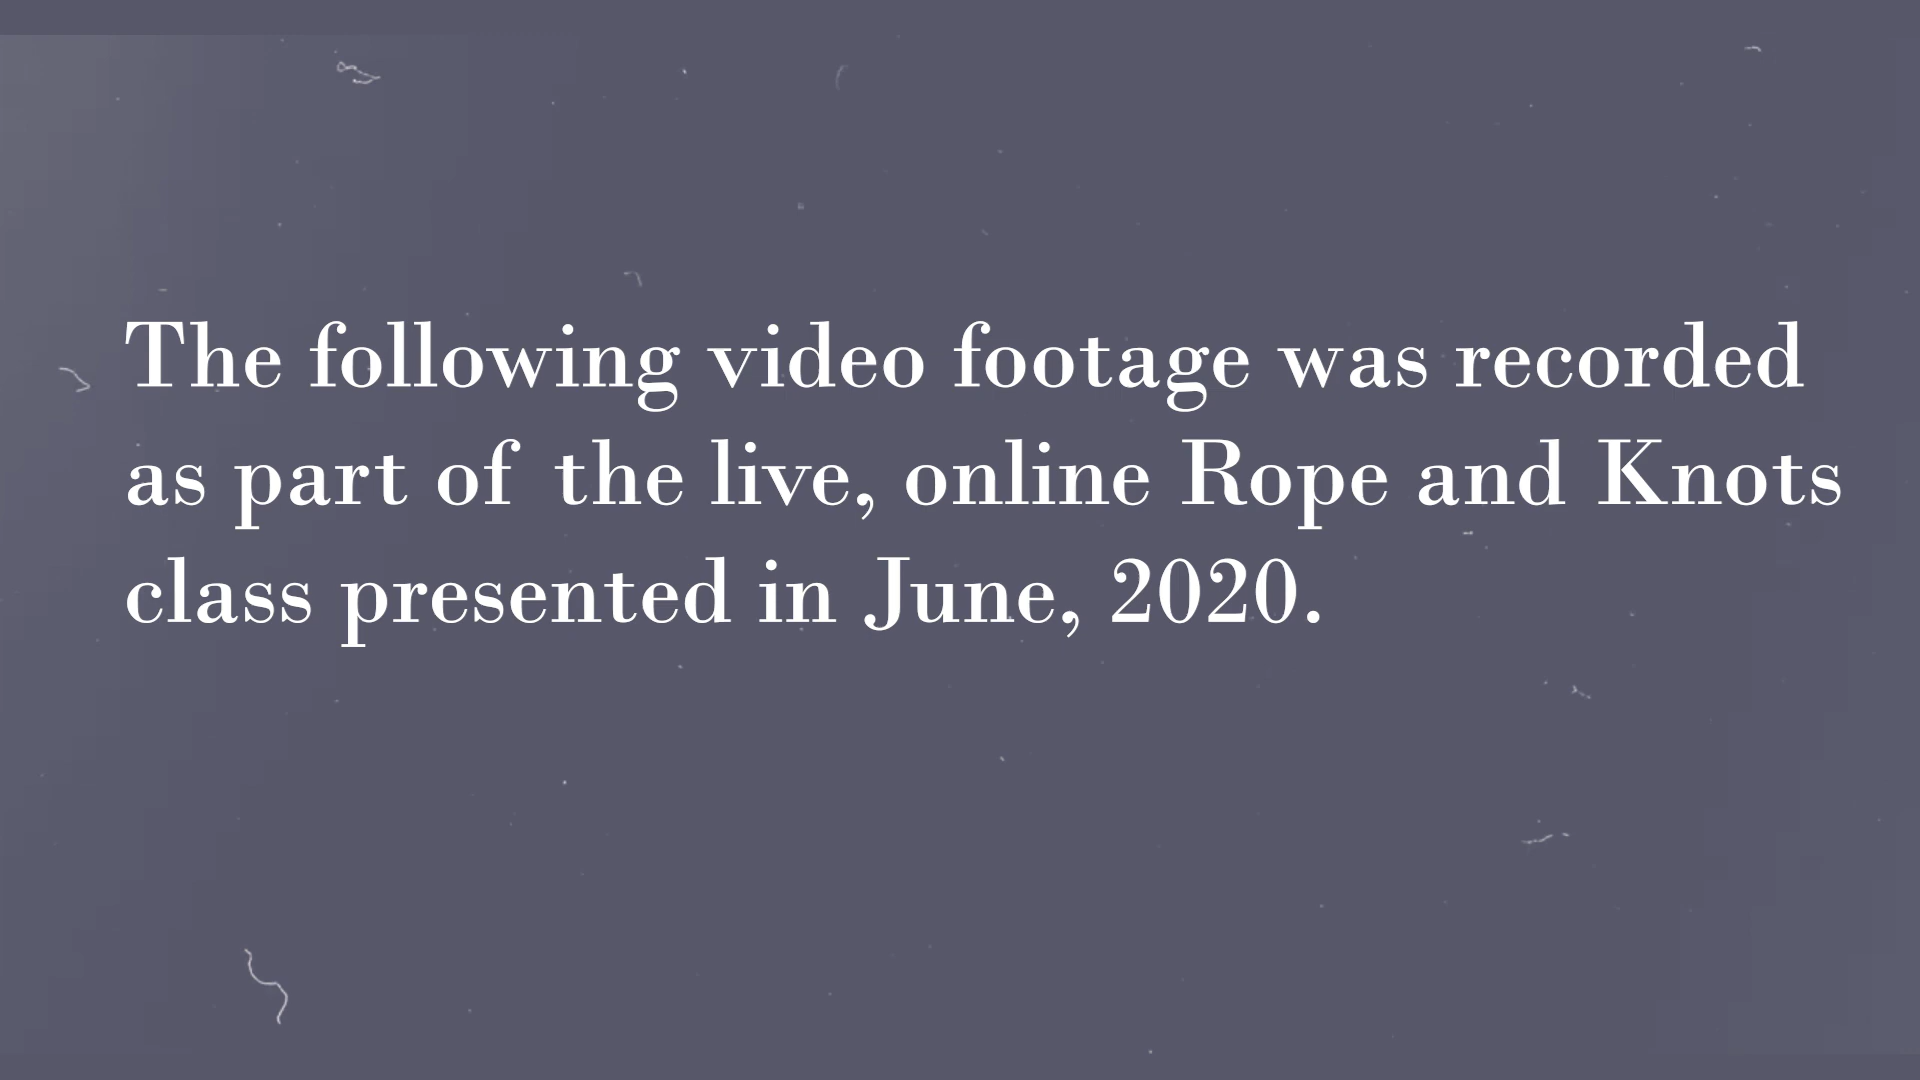 The following video footage was recorded
as part of the live, online Rope and Knots
class presented in June, 2020.